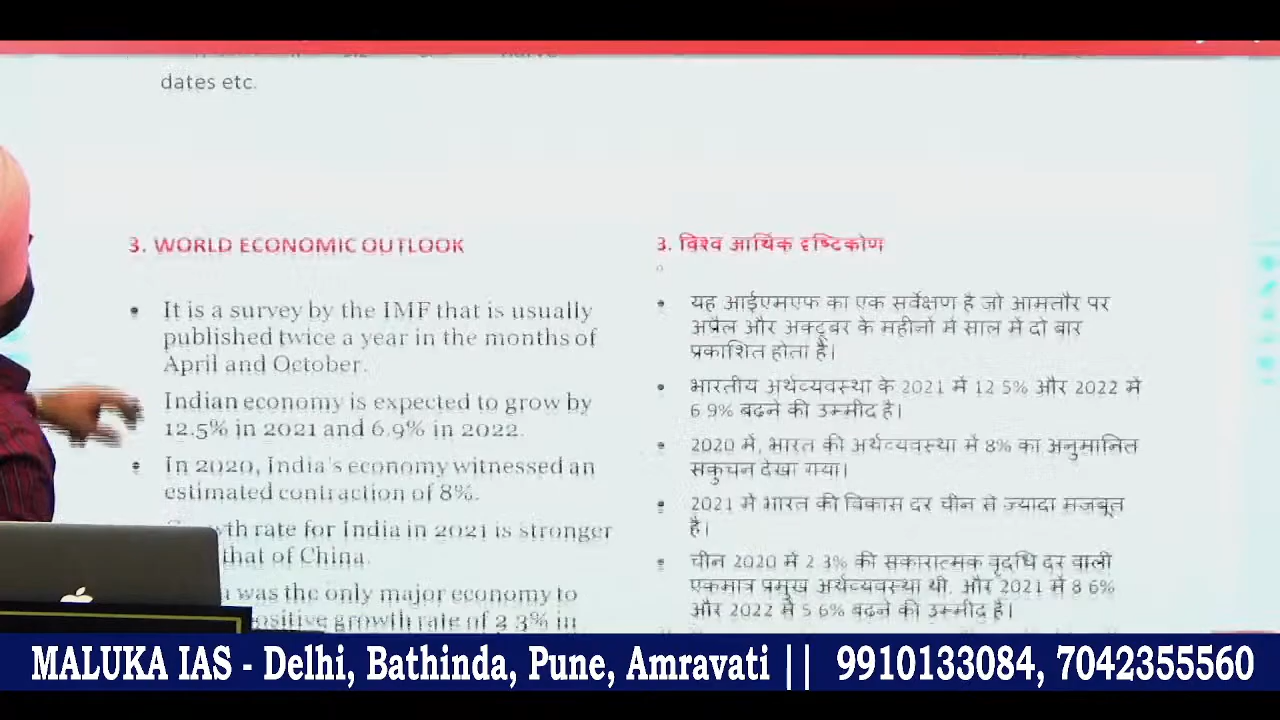 dates etc.
3. WORLD ECONOMIC OUTLOOK
It is a survey by the IMF that is usually
published twice a year in the months of
April and October.
Indian economy is expected to grow by
12.5% in 2021 and 6.9% in 2022.
In 2020, India's economy witnessed an
estimated contraction of 8%.
rate for India in 2021 is stronger
that of China.
was the only major economy to
growth rate of 2.3% in
3. विश्व आर्थिक दृष्टिकोण
यह आईएमएफ का एक सर्वेक्षण है जो आमतौर पर
अप्रैल और अक्टूबर के महीनों में साल में दो बार
प्रकाशित होता है।
भारतीय अर्थव्यवस्था के 2021 में 12.5% और 2022 में
6.9% बढ़ने की उम्मीद है।
2020 में, भारत की अर्थव्यवस्था में 8% का अनुमानित
संकुचन देखा गया।
2021 में भारत की विकास दर चीन से ज्यादा मजबूत
है।
चीन 2020 में 2.3% की सकारात्मक वृद्धि दर वाली
एकमात्र प्रमुख अर्थव्यवस्था थी, और 2021 में 8.6%
और 2022 में 5.6% बढ़ने की उम्मीद है।
MALUKA IAS - Delhi, Bathinda, Pune, Amravati || 9910133084, 7042355560